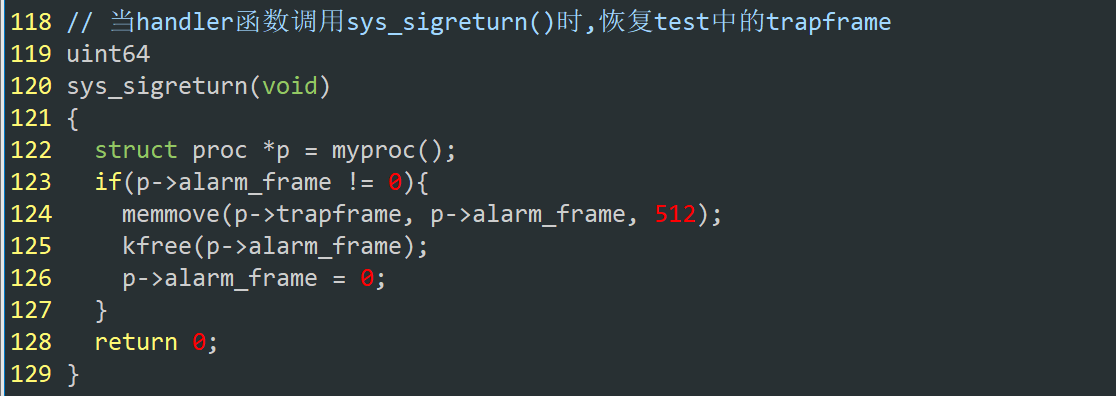 118 // 当handler函数调用sys_sigreturn()时,恢复test中的trapframe
119 uint64
120 sys_sigreturn(void)
121 {
122   struct proc *p = myproc();
123   if(p->alarm_frame != 0){
124     memmove(p->trapframe, p->alarm_frame, 512);
125     kfree(p->alarm_frame);
126     p->alarm_frame = 0;
127   }
128   return 0;
129 }